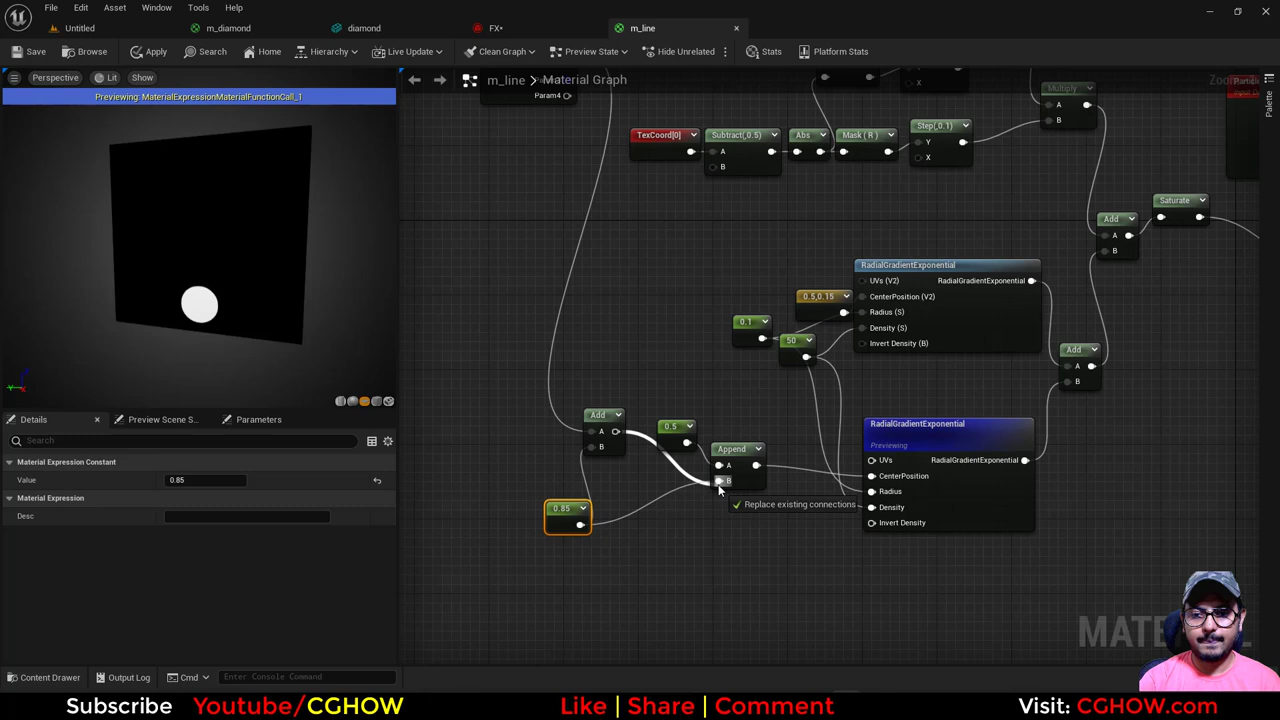 File Edit Asset Window Tools Help
Untitled m_diamond diamond FX• m_line
Save Browse Apply Search Home Hierarchy Live Update Clean Graph Preview State Hide Unrelated Stats Platform Stats
Perspective Lit Show
Previewing: MaterialExpressionMaterialFunctionCall_1
m_line > Material Graph
Zoom
Palette
Param4
X
Multiply
A
B
Partic
Input D
TexCoord[0]
Subtract(,0.5)
A
B
Abs
Mask ( R )
Step(,0.1)
Y
X
Add
A
B
Saturate
RadialGradientExponential
UVs (V2) RadialGradientExponential
CenterPosition (V2)
Radius (S)
Density (S)
Invert Density (B)
0.5,0.15
0.1
50
Add
A
B
Add
A
B
0.5
Append
A
B
0.85
Replace existing connections
RadialGradientExponential
Previewing
UVs RadialGradientExponential
CenterPosition
Radius
Density
Invert Density
Details Preview Scene S... Parameters
Search
Material Expression Constant
Value 0.85
Material Expression
Desc
MATE
Content Drawer Output Log Cmd Enter Console Command
Subscribe Youtube/CGHOW Like | Share | Comment Visit: CGHOW.com